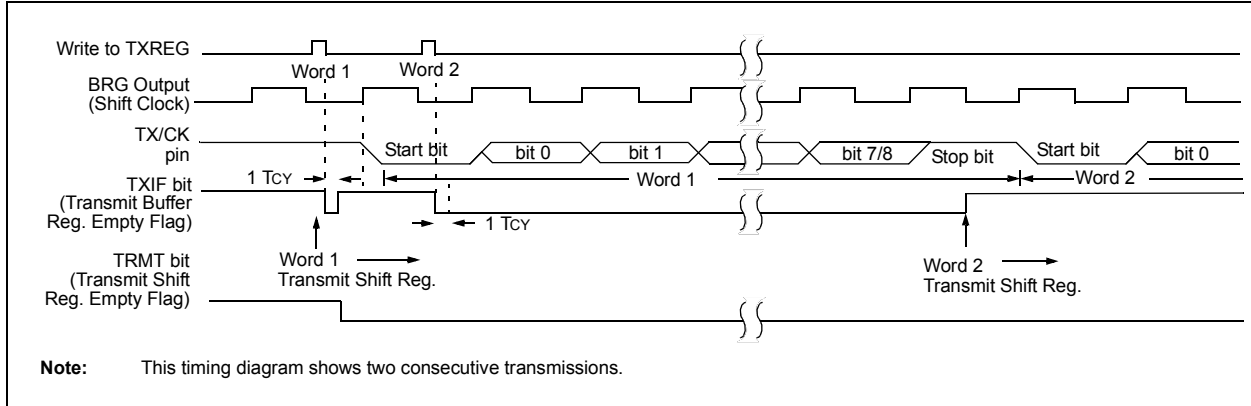 Write to TXREG
Word 1
Word 2
BRG Output
(Shift Clock)
TX/CK
pin
Start bit
bit 0
bit 1
bit 7/8
Stop bit
Start bit
bit 0
1 TCY
Word 1
Word 2
TXIF bit
(Transmit Buffer
Reg. Empty Flag)
1 TCY
Word 1
Transmit Shift Reg.
Word 2
Transmit Shift Reg.
TRMT bit
(Transmit Shift
Reg. Empty Flag)
Note: This timing diagram shows two consecutive transmissions.